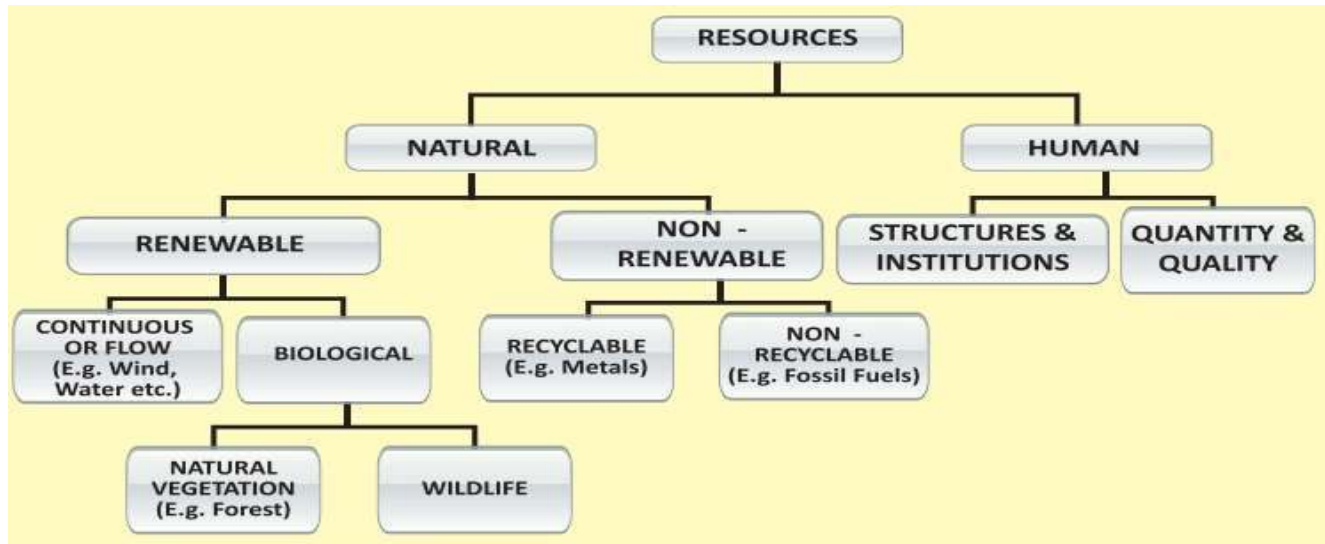 RESOURCES
NATURAL
HUMAN
RENEWABLE
NON -
RENEWABLE
STRUCTURES &
INSTITUTIONS
QUANTITY &
QUALITY
CONTINUOUS
OR FLOW
(E.g. Wind,
Water etc.)
BIOLOGICAL
RECYCLABLE
(E.g. Metals)
NON -
RECYCLABLE
(E.g. Fossil Fuels)
NATURAL
VEGETATION
(E.g. Forest)
WILDLIFE